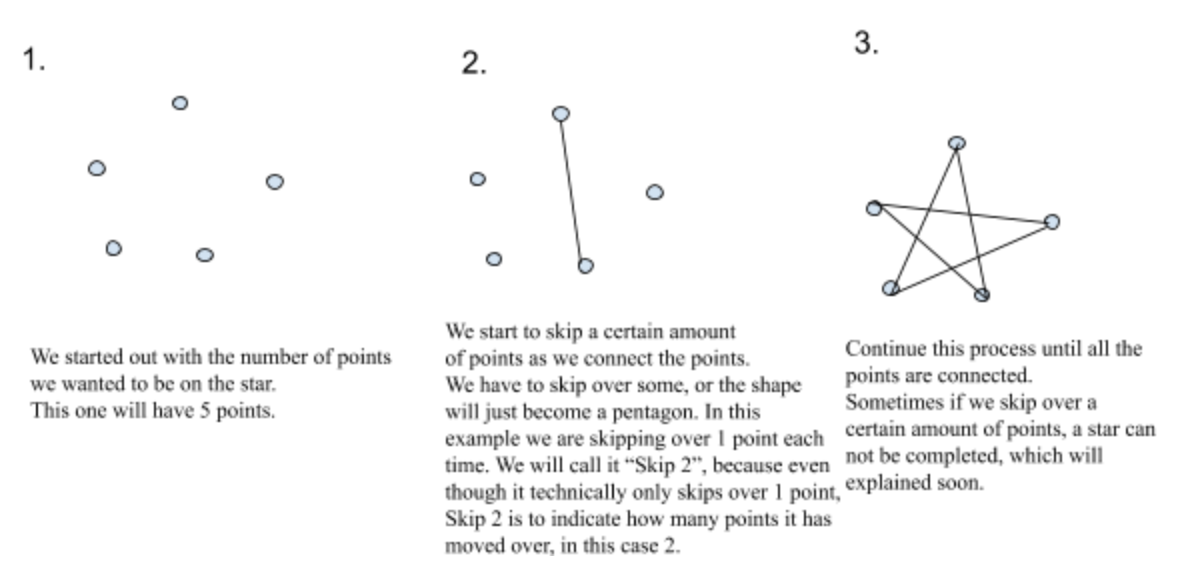 1.
We started out with the number of points
we wanted to be on the star.
This one will have 5 points.
2.
We start to skip a certain amount
of points as we connect the points.
We have to skip over some, or the shape
will just become a pentagon. In this
example we are skipping over 1 point each
time. We will call it “Skip 2”, because even
though it technically only skips over 1 point,
Skip 2 is to indicate how many points it has
moved over, in this case 2.
3.
Continue this process until all the
points are connected.
Sometimes if we skip over a
certain amount of points, a star can
not be completed, which will
explained soon.